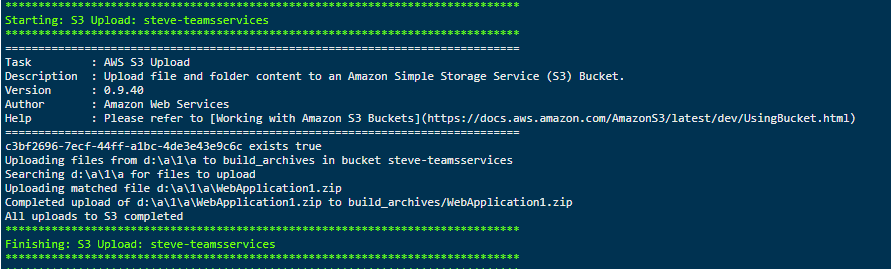 ******************************************************************************
Starting: S3 Upload: steve-teamsservices
******************************************************************************
==============================================================================
Task         : AWS S3 Upload
Description  : Upload file and folder content to an Amazon Simple Storage Service (S3) Bucket.
Version      : 0.9.40
Author       : Amazon Web Services
Help         : Please refer to [Working with Amazon S3 Buckets](https://docs.aws.amazon.com/AmazonS3/latest/dev/UsingBucket.html)
==============================================================================
c3bf2696-7ecf-44ff-a1bc-4de3e43e9c6c exists true
Uploading files from d:\a\1\a to build_archives in bucket steve-teamsservices
Searching d:\a\1\a for files to upload
Uploading matched file d:\a\1\a\WebApplication1.zip
Completed upload of d:\a\1\a\WebApplication1.zip to build_archives/WebApplication1.zip
All uploads to S3 completed
******************************************************************************
Finishing: S3 Upload: steve-teamsservices
******************************************************************************
******************************************************************************